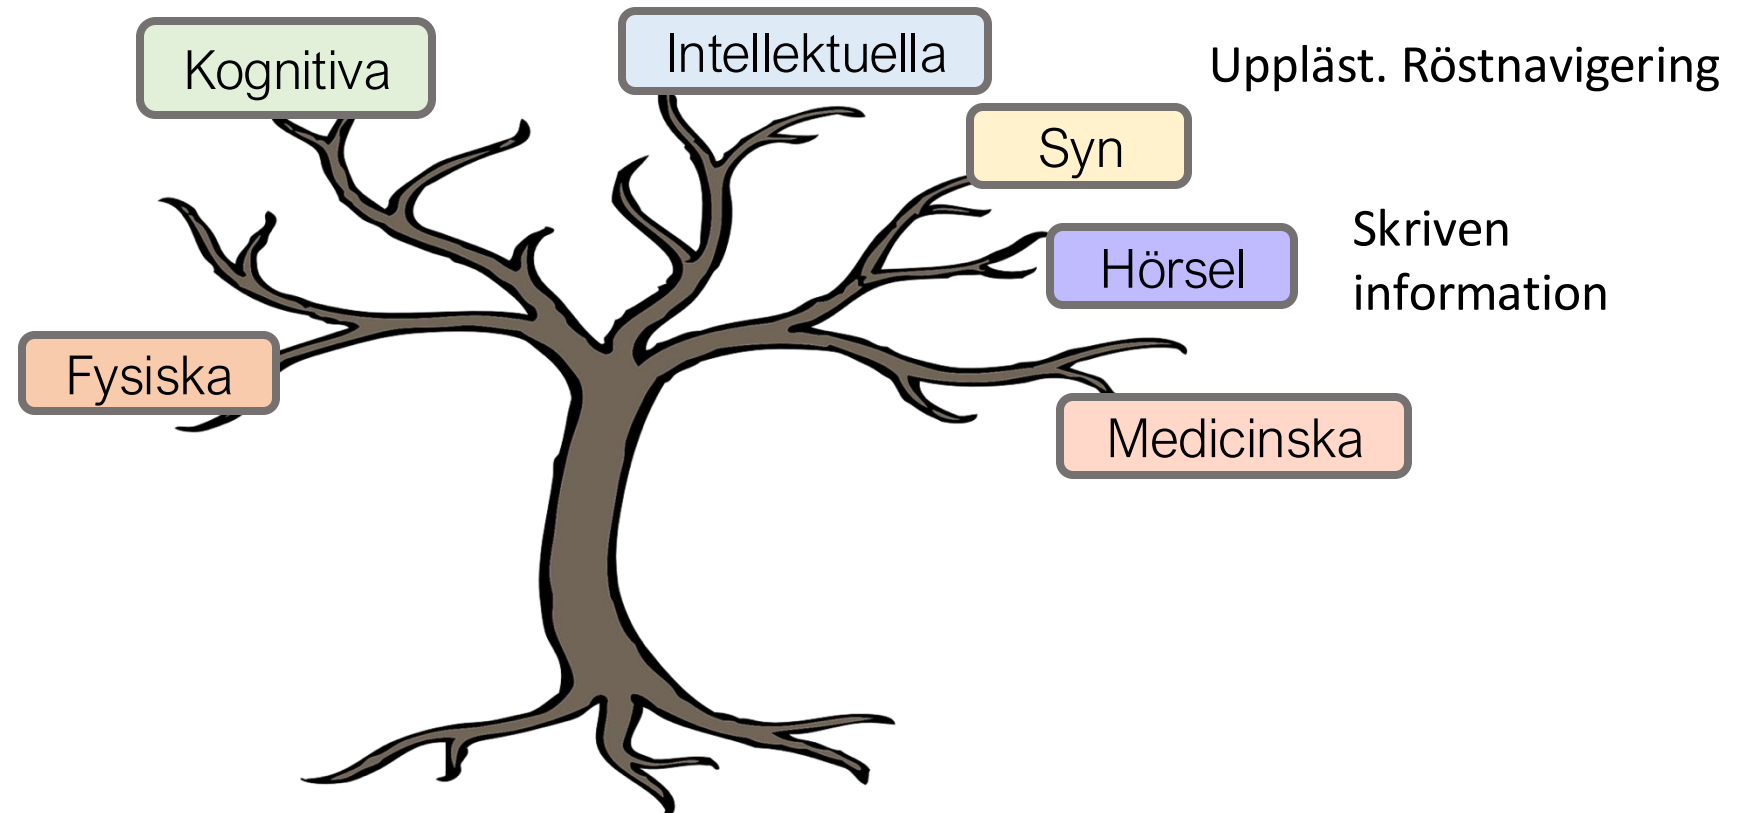 Kognitiva
Intellektuella
Uppläst. Röstnavigering
Syn
Skriven
information
Hörsel
Fysiska
Medicinska